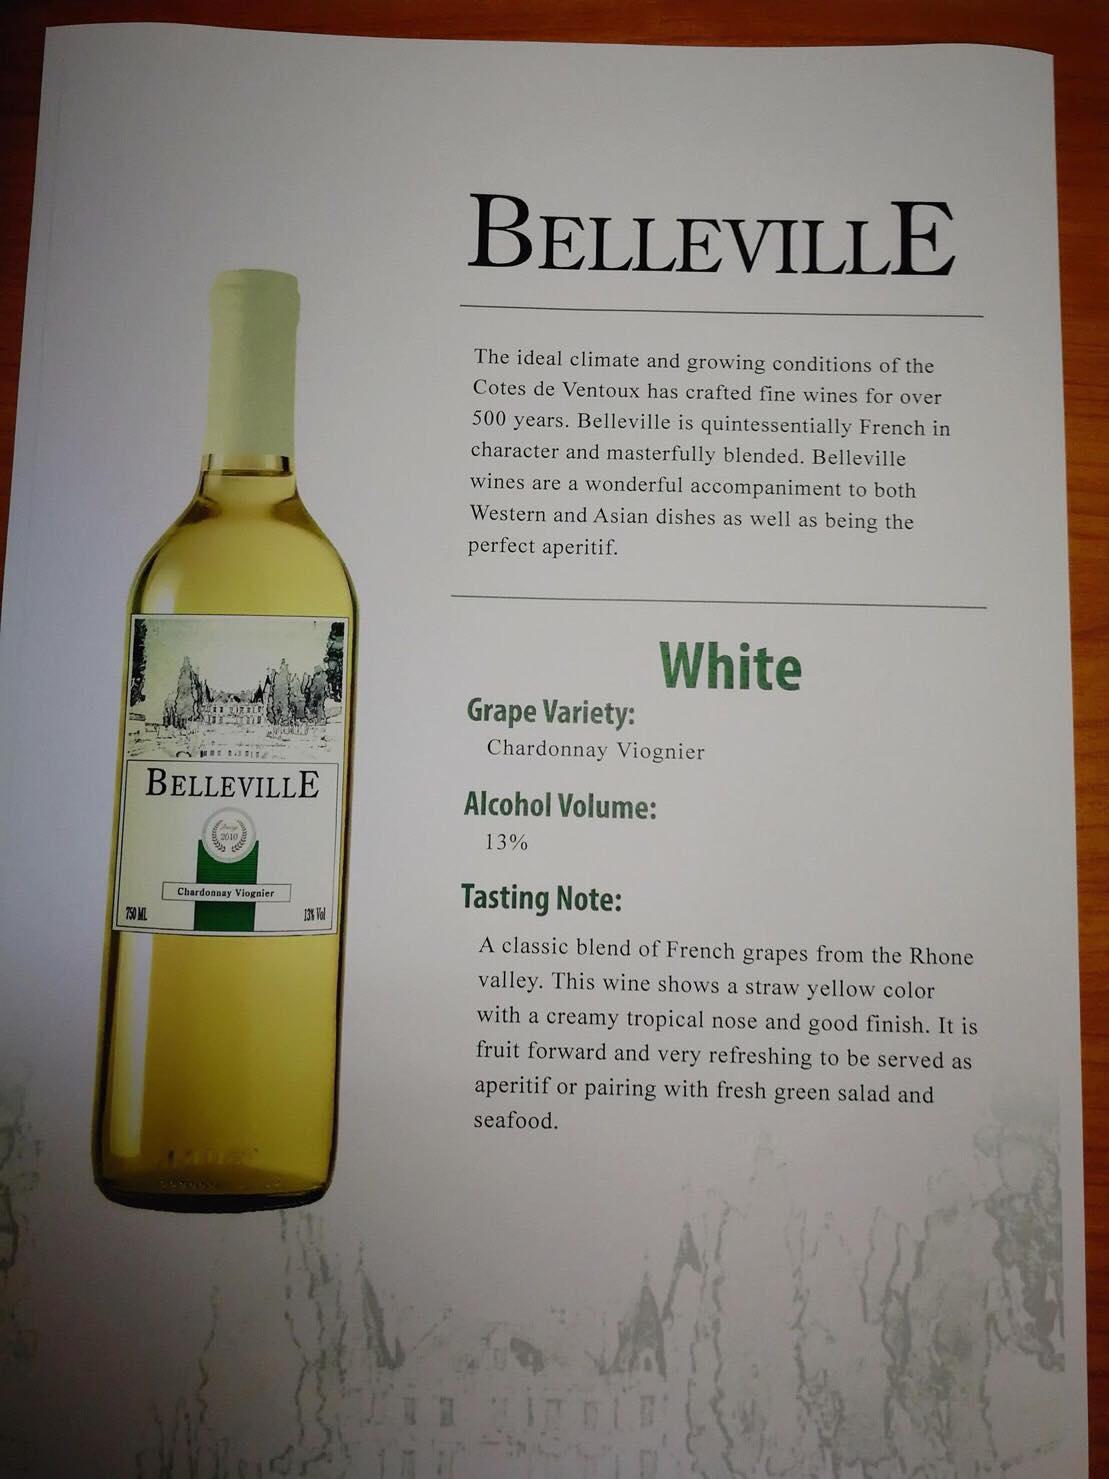 BELLEVILLE
The ideal climate and growing conditions of the
Cotes de Ventoux has crafted fine wines for over
500 years. Belleville is quintessentially French in
character and masterfully blended. Belleville
wines are a wonderful accompaniment to both
Western and Asian dishes as well as being the
perfect aperitif.
White
Grape Variety:
Chardonnay Viognier
Alcohol Volume:
13%
Tasting Note:
A classic blend of French grapes from the Rhone
valley. This wine shows a straw yellow color
with a creamy tropical nose and good finish. It is
fruit forward and very refreshing to be served as
aperitif or pairing with fresh green salad and
seafood.
BELLEVILLE
2010
Chardonnay Viognier
750 ML
13% Vol